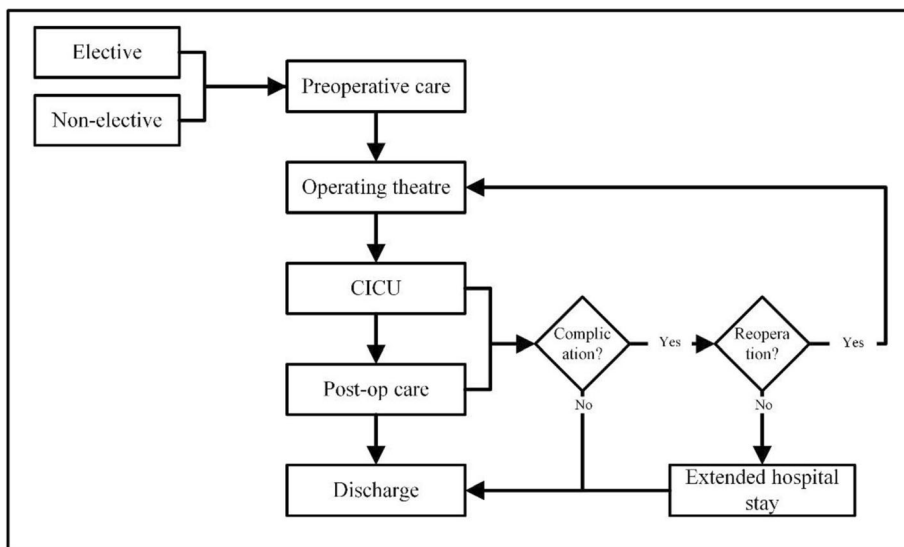 Elective
Non-elective
Preoperative care
Operating theatre
CICU
Post-op care
Discharge
Complic
ation?
Yes
No
Reopera
tion?
Yes
No
Extended hospital
stay